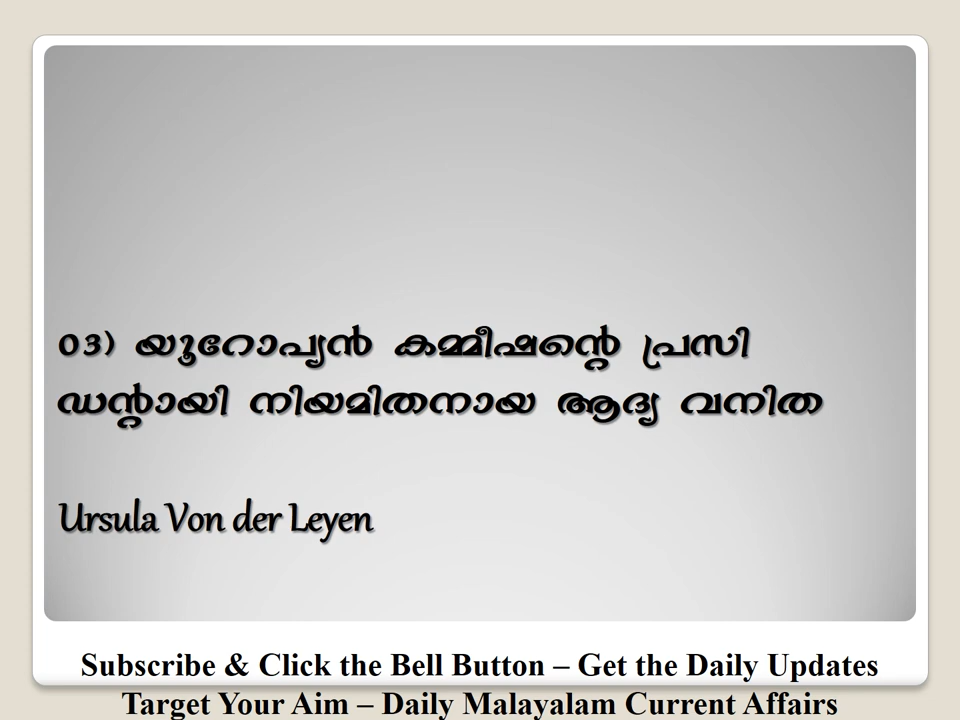 03) യൂറോപ്യൻ കമ്മീഷന്റെ പ്രസി
ഡന്റായി നിയമിതനായ ആദ്യ വനിത
Ursula Von der Leyen
Subscribe & Click the Bell Button – Get the Daily Updates
Target Your Aim – Daily Malayalam Current Affairs